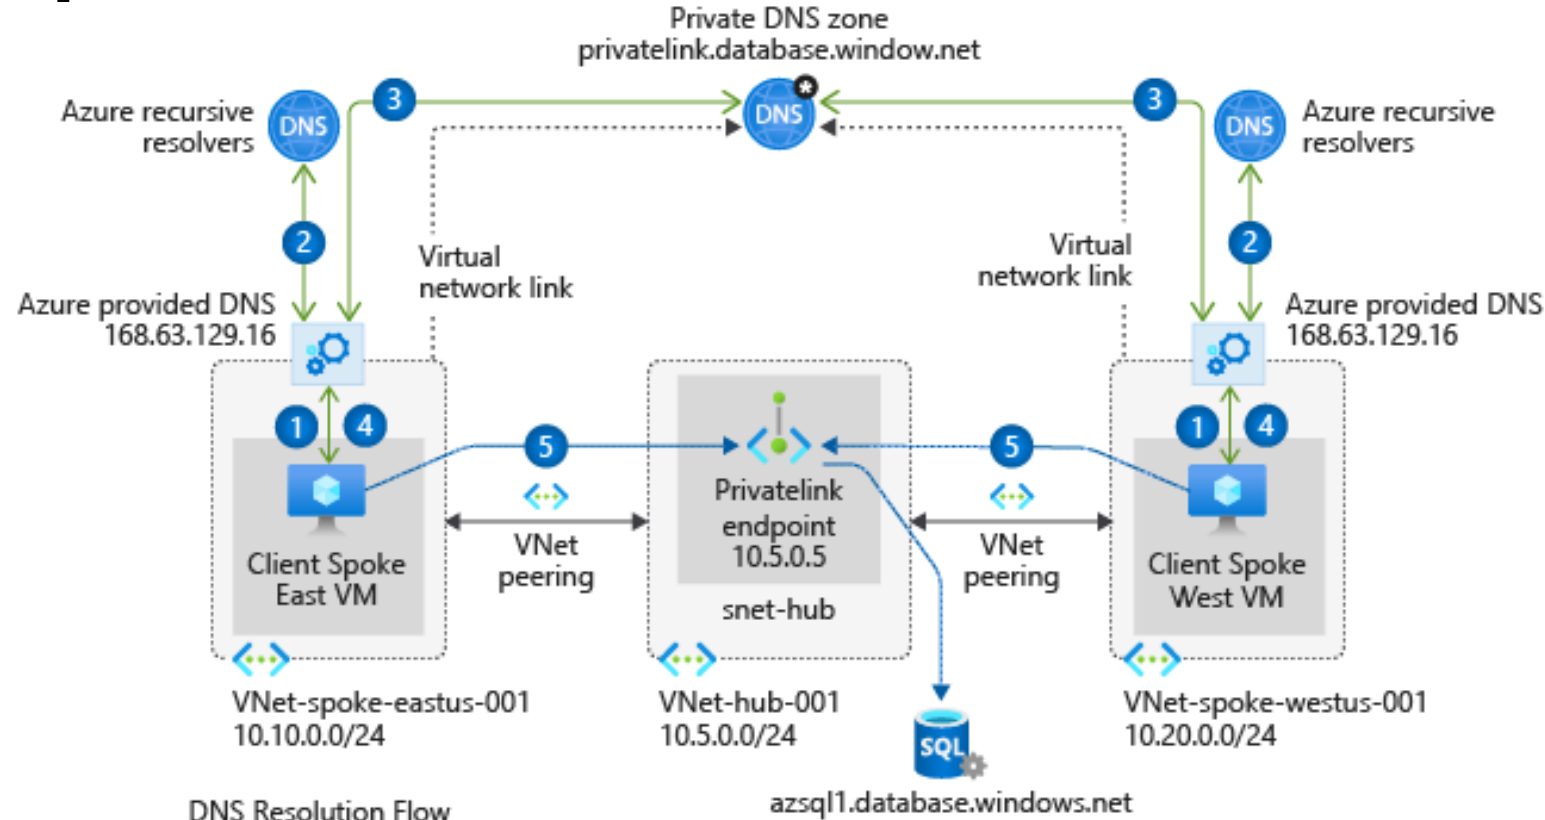 Private DNS zone
privatelink.database.window.net
Azure recursive
resolvers
DNS
3
DNS
3
DNS
Azure recursive
resolvers
2
2
Virtual
network link
Virtual
network link
Azure provided DNS
168.63.129.16
Azure provided DNS
168.63.129.16
1
4
5
5
1
4
Client Spoke
East VM
VNet
peering
Privatelink
endpoint
10.5.0.5
snet-hub
VNet
peering
Client Spoke
West VM
VNet-spoke-eastus-001
10.10.0.0/24
VNet-hub-001
10.5.0.0/24
VNet-spoke-westus-001
10.20.0.0/24
SQL
azsql1.database.windows.net
DNS Resolution Flow